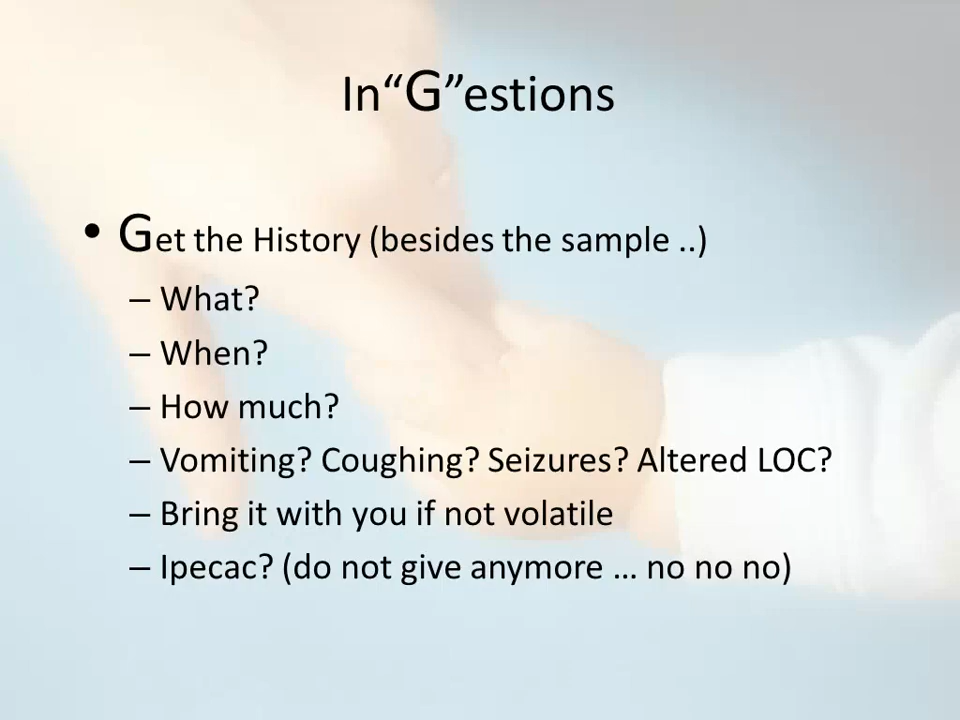 In“G”estions
• Get the History (besides the sample ..)
– What?
– When?
– How much?
– Vomiting? Coughing? Seizures? Altered LOC?
– Bring it with you if not volatile
– Ipecac? (do not give anymore … no no no)